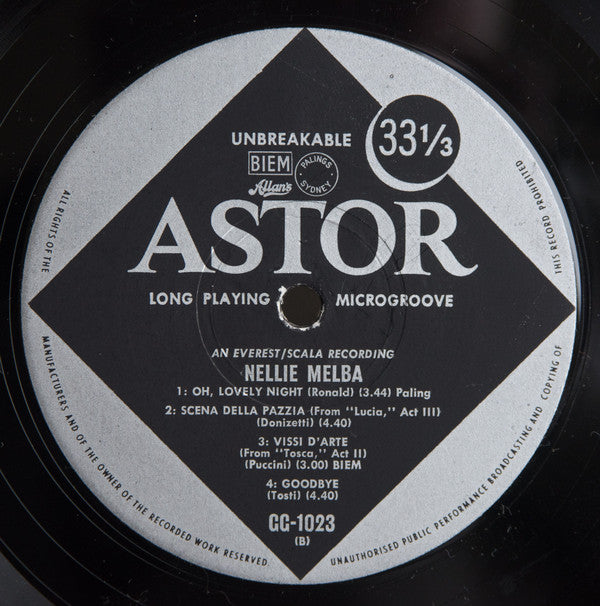 UNBREAKABLE
33 1/3
BIEM
PALINGS SYDNEY
Allan's
ASTOR
LONG PLAYING MICROGROOVE
AN EVEREST/SCALA RECORDING
NELLIE MELBA
1: OH, LOVELY NIGHT (Ronald) (3.44) Paling
2: SCENA DELLA PAZZIA (From "Lucia," Act III)
(Donizetti) (4.40)
3: VISSI D'ARTE
(From "Tosca," Act II)
(Puccini) (3.00) BIEM
4: GOODBYE
(Tosti) (4.40)
GG-1023
(B)
ALL RIGHTS OF THE MANUFACTURERS AND OF THE OWNER OF THE RECORDED WORK RESERVED. UNAUTHORISED PUBLIC PERFORMANCE BROADCASTING AND COPYING OF THIS RECORD PROHIBITED